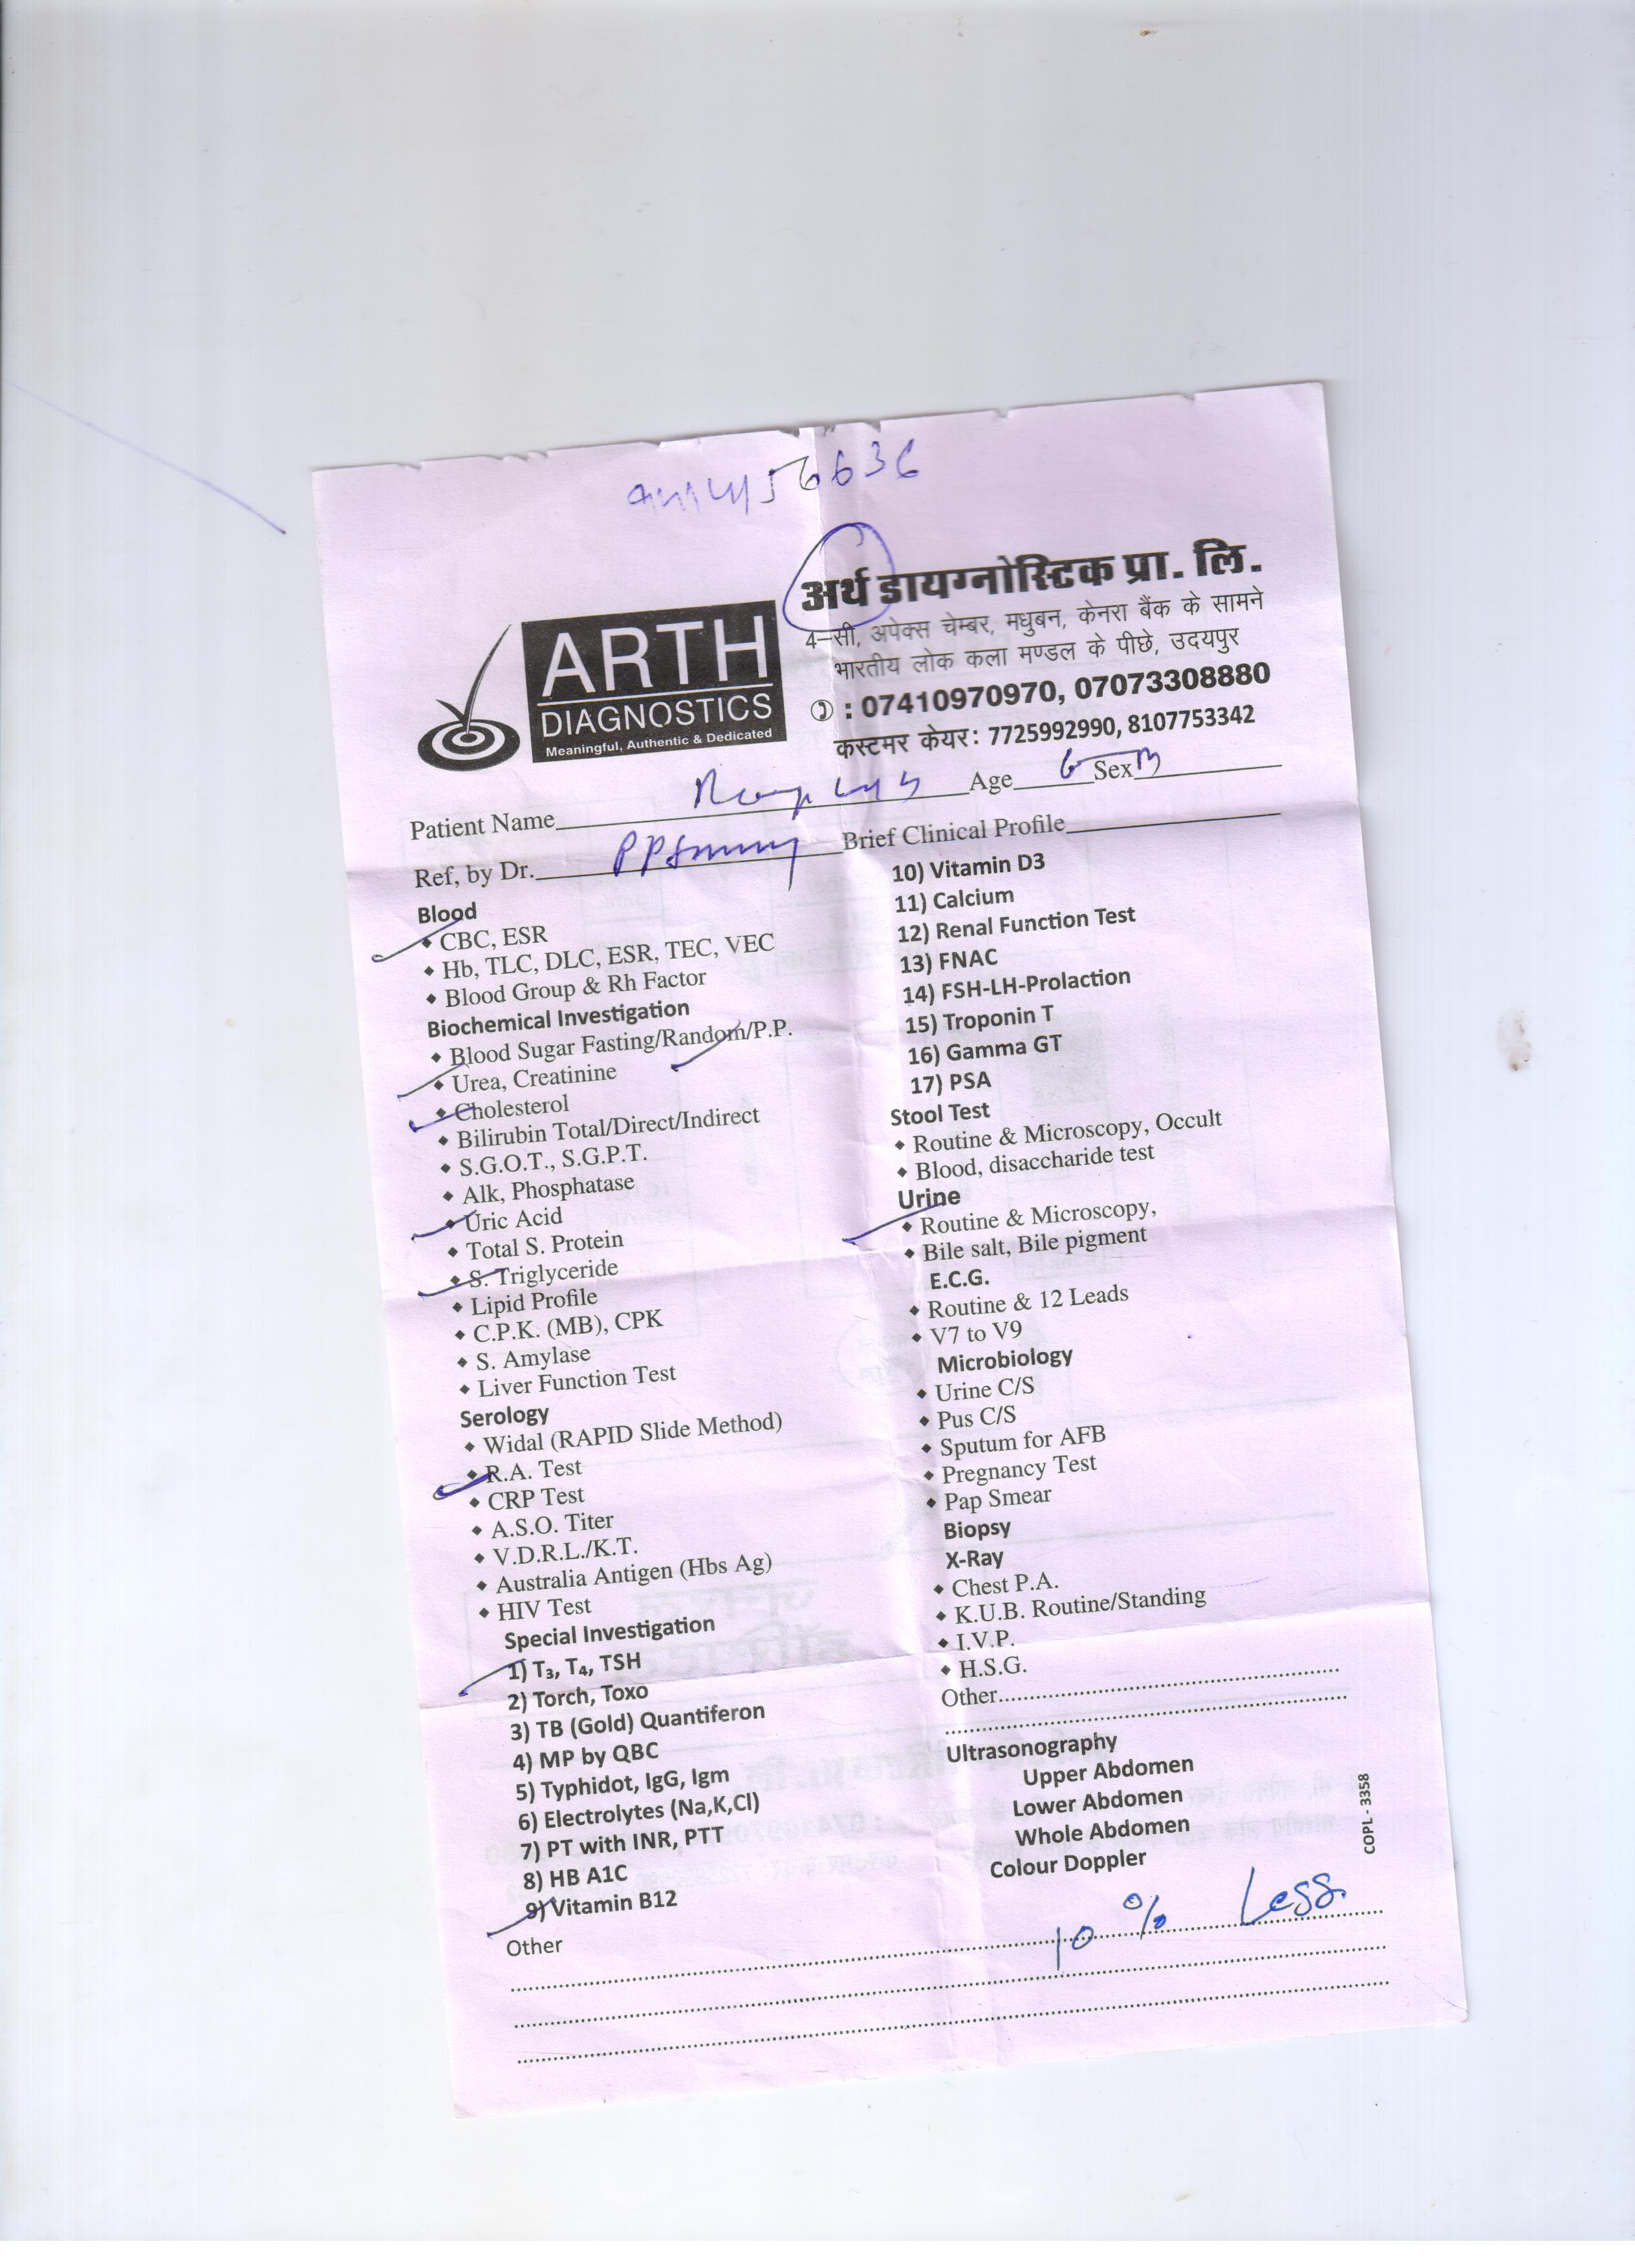 अर्थ डायग्नोस्टिक प्रा. लि.
4-सी, अपेक्स चेम्बर, मधुबन, केनरा बैंक के सामने
भारतीय लोक कला मण्डल के पीछे, उदयपुर
: 07410970970, 07073308880
कस्टमर केयर: 7725992990, 8107753342
ARTH
DIAGNOSTICS
Meaningful, Authentic & Dedicated
Patient Name Age Sex M
Ref, by Dr. Brief Clinical Profile
Blood
CBC, ESR
Hb, TLC, DLC, ESR, TEC, VEC
Blood Group & Rh Factor
Biochemical Investigation
Blood Sugar Fasting/Random/P.P.
Urea, Creatinine
Cholesterol
Bilirubin Total/Direct/Indirect
S.G.O.T., S.G.P.T.
Alk, Phosphatase
Uric Acid
Total S. Protein
S. Triglyceride
Lipid Profile
C.P.K. (MB), CPK
S. Amylase
Liver Function Test
Serology
Widal (RAPID Slide Method)
R.A. Test
CRP Test
A.S.O. Titer
V.D.R.L./K.T.
Australia Antigen (Hbs Ag)
HIV Test
Special Investigation
1) T₃, T₄, TSH
2) Torch, Toxo
3) TB (Gold) Quantiferon
4) MP by QBC
5) Typhidot, IgG, Igm
6) Electrolytes (Na,K,Cl)
7) PT with INR, PTT
8) HB A1C
9) Vitamin B12
Other
10) Vitamin D3
11) Calcium
12) Renal Function Test
13) FNAC
14) FSH-LH-Prolaction
15) Troponin T
16) Gamma GT
17) PSA
Stool Test
Routine & Microscopy, Occult
Blood, disaccharide test
Urine
Routine & Microscopy,
Bile salt, Bile pigment
E.C.G.
Routine & 12 Leads
V7 to V9
Microbiology
Urine C/S
Pus C/S
Sputum for AFB
Pregnancy Test
Pap Smear
Biopsy
X-Ray
Chest P.A.
K.U.B. Routine/Standing
I.V.P.
H.S.G.
Other
Ultrasonography
Upper Abdomen
Lower Abdomen
Whole Abdomen
Colour Doppler
COPL - 3358
10 % Less